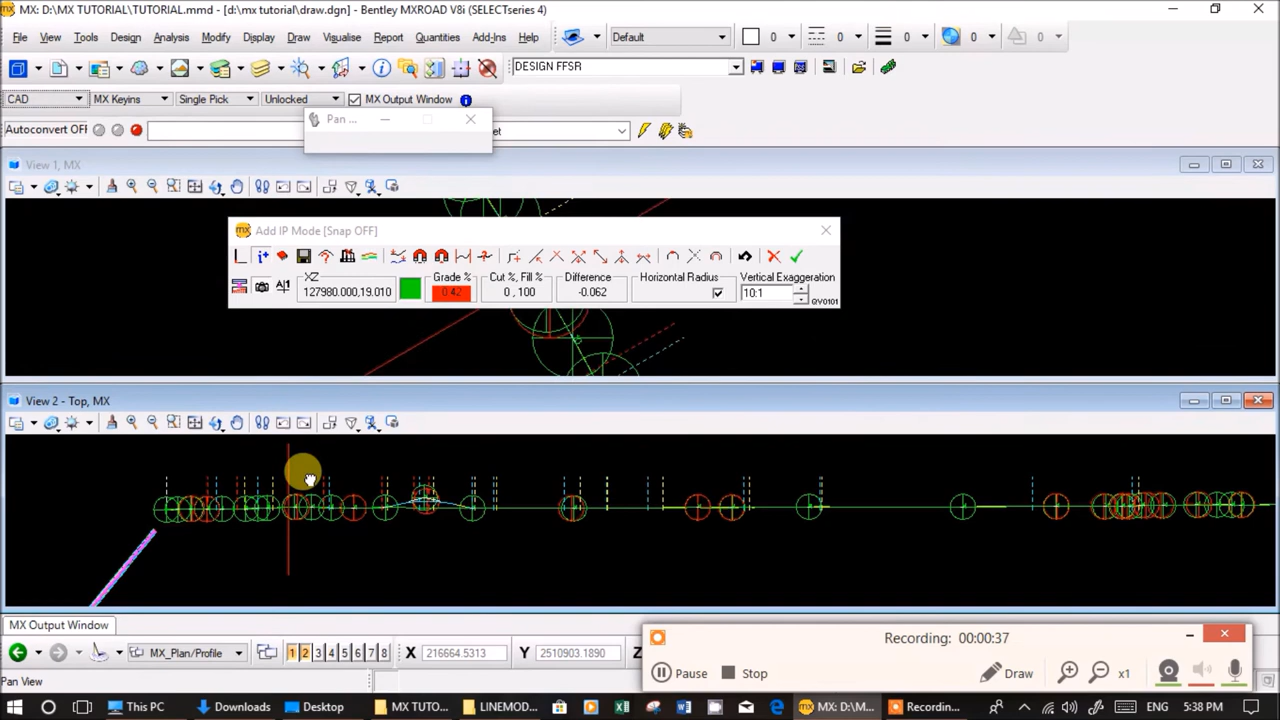 MX: D:\MX TUTORIAL\TUTORIAL.mmd - [d:\mx tutorial\draw.dgn] - Bentley MXROAD V8i (SELECTseries 4)
File View Tools Design Analysis Modify Display Draw Visualise Report Quantities Add-Ins Help Default 0 0 0 0 0
DESIGN FFSR
CAD MX Keyins Single Pick Unlocked MX Output Window
Autoconvert OFF Pan ... et
View 1, MX
Add IP Mode [Snap OFF]
XZ Grade % Cut %, Fill % Difference Horizontal Radius Vertical Exaggeration
127980.000,19.010 0.42 0 , 100 -0.062 10:1 QV0101
View 2 - Top, MX
MX Output Window
Recording: 00:00:37
MX_Plan/Profile 1 2 3 4 5 6 7 8 X 216664.5313 Y 2510903.1890 Z
Pause Stop Draw x1
Pan View
This PC Downloads Desktop MX TUTO... LINEMOD... MX: D:\M... Recording... ENG 5:38 PM